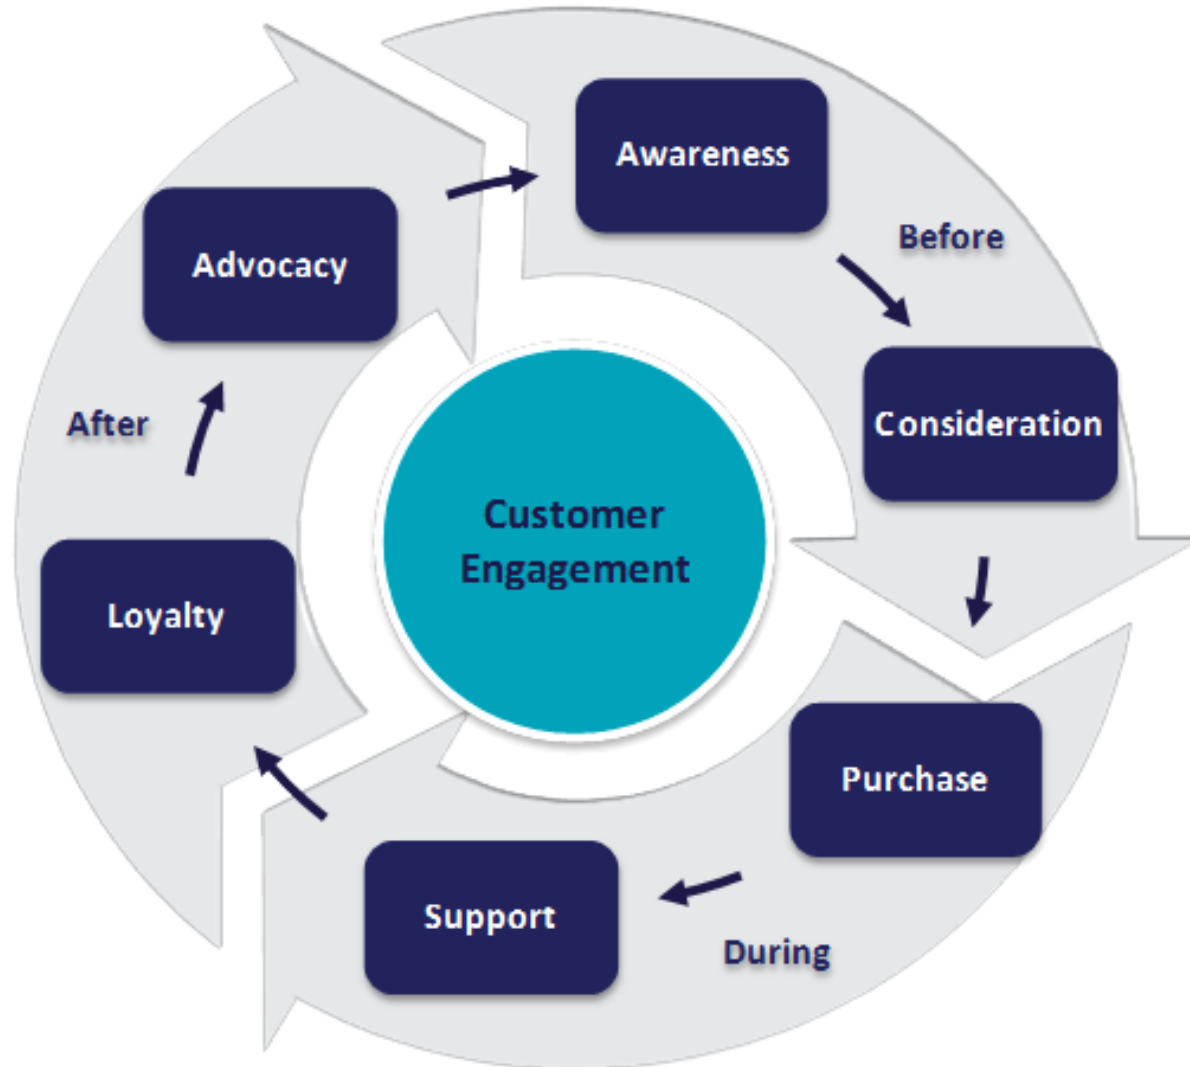 Awareness
Before
Consideration
Purchase
During
Support
Loyalty
After
Advocacy
Customer
Engagement